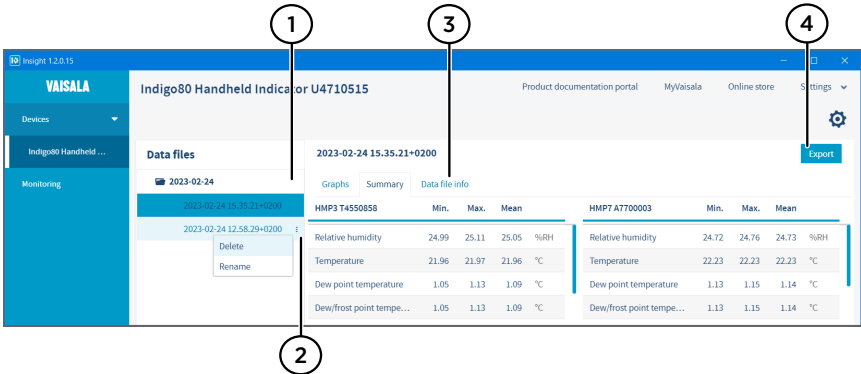 1
3
4
Insight 1.2.0.15
VAISALA
Indigo80 Handheld Indicator U4710515
Product documentation portal
MyVaisala
Online store
Settings
Devices
Indigo80 Handheld ...
Monitoring
Data files
2023-02-24
2023-02-24 15.35.21+0200
2023-02-24 12.58.29+0200
Delete
Rename
2023-02-24 15.35.21+0200
Export
Graphs Summary Data file info
HMP3 T4550858 Min. Max. Mean
Relative humidity 24.99 25.11 25.05 %RH
Temperature 21.96 21.97 21.96 °C
Dew point temperature 1.05 1.13 1.09 °C
Dew/frost point tempe... 1.05 1.13 1.09 °C
HMP7 A7700003 Min. Max. Mean
Relative humidity 24.72 24.76 24.73 %RH
Temperature 22.23 22.23 22.23 °C
Dew point temperature 1.13 1.15 1.14 °C
Dew/frost point tempe... 1.13 1.15 1.14 °C
2